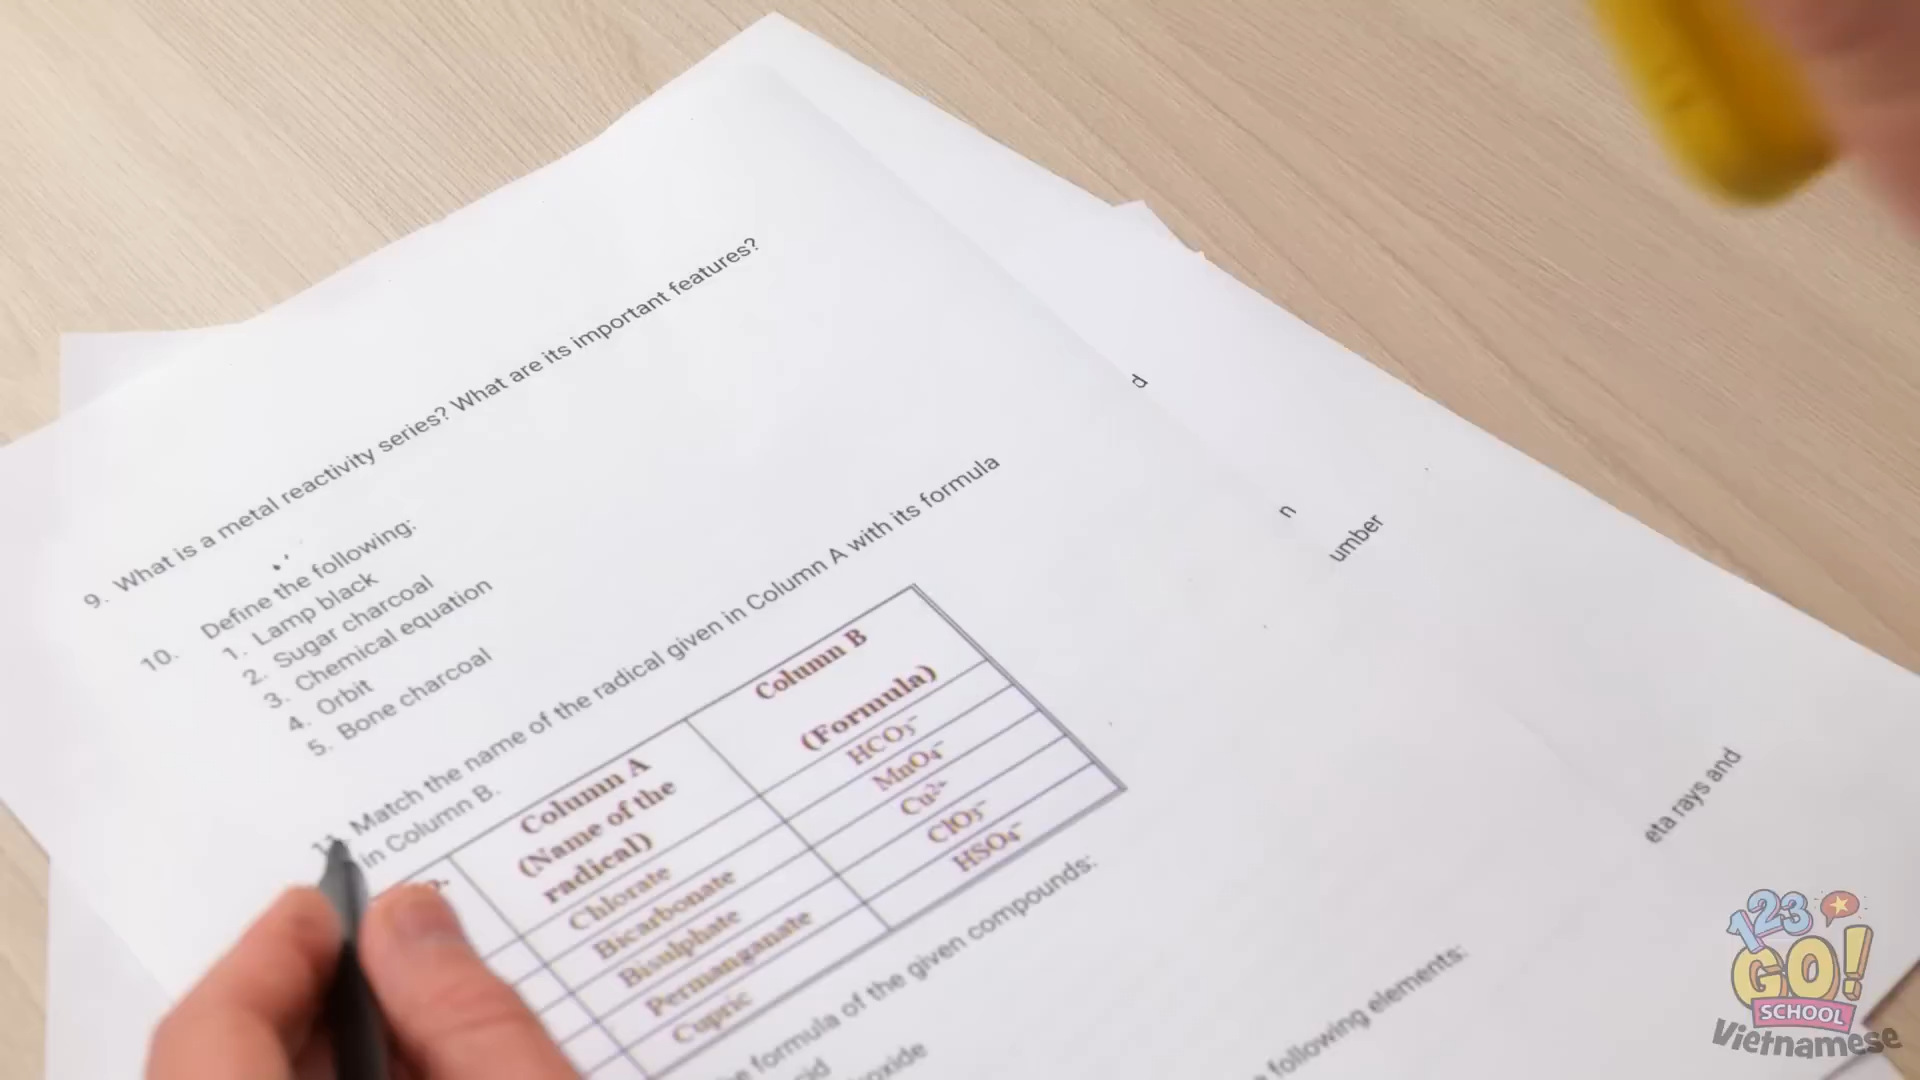 9. What is a metal reactivity series? What are its important features?
10. Define the following:
1. Lamp black
2. Sugar charcoal
3. Chemical equation
4. Orbit
5. Bone charcoal
11. Match the name of the radical given in Column A with its formula
in Column B.
Column A
(Name of the
radical)
Column B
(Formula)
Chlorate
HCO₃⁻
Bicarbonate
MnO₄⁻
Bisulphate
Cu²⁺
Permanganate
ClO₃⁻
Cupric
HSO₄⁻
formula of the given compounds:
following elements:
d
n
umber
eta rays and
oxide
123
GO!
SCHOOL
Vietnamese